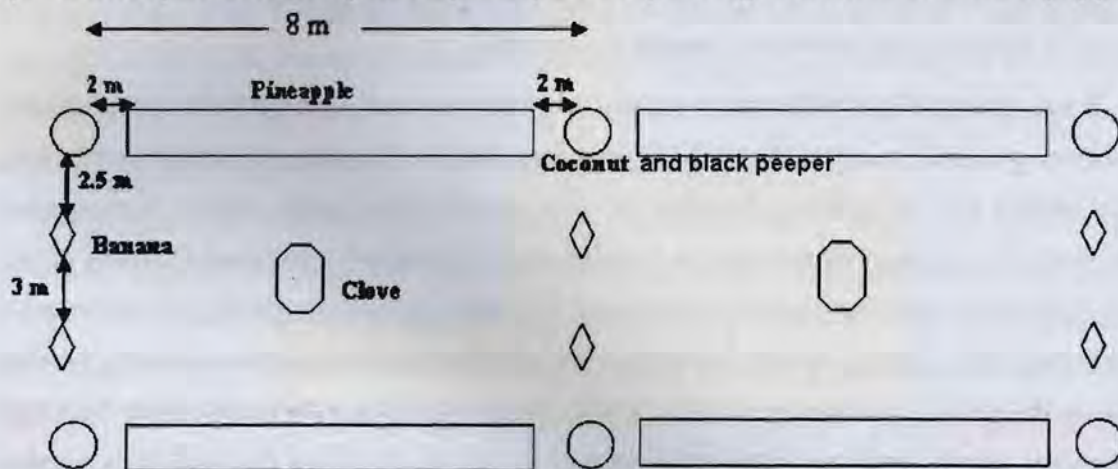 8 m
2 m
Pineapple
2 m
Coconut and black peeper
2.5 m
Banana
3 m
Clove